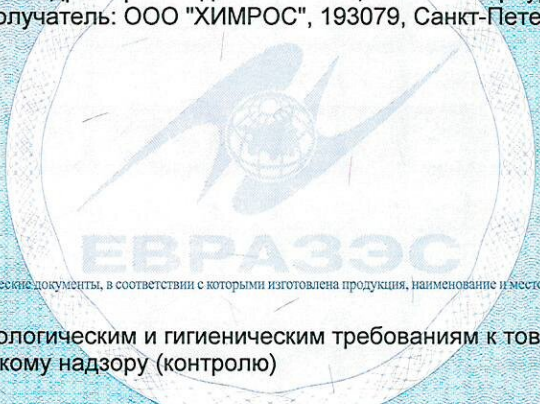 олучатель: ООО "ХИМРОС", 193079, Санкт-Пете
ЕВРАЗЭС
еские документы, в соответствии с которыми изготовлена продукция, наименование и место
ологическим и гигиеническим требованиям к тов
кому надзору (контролю)